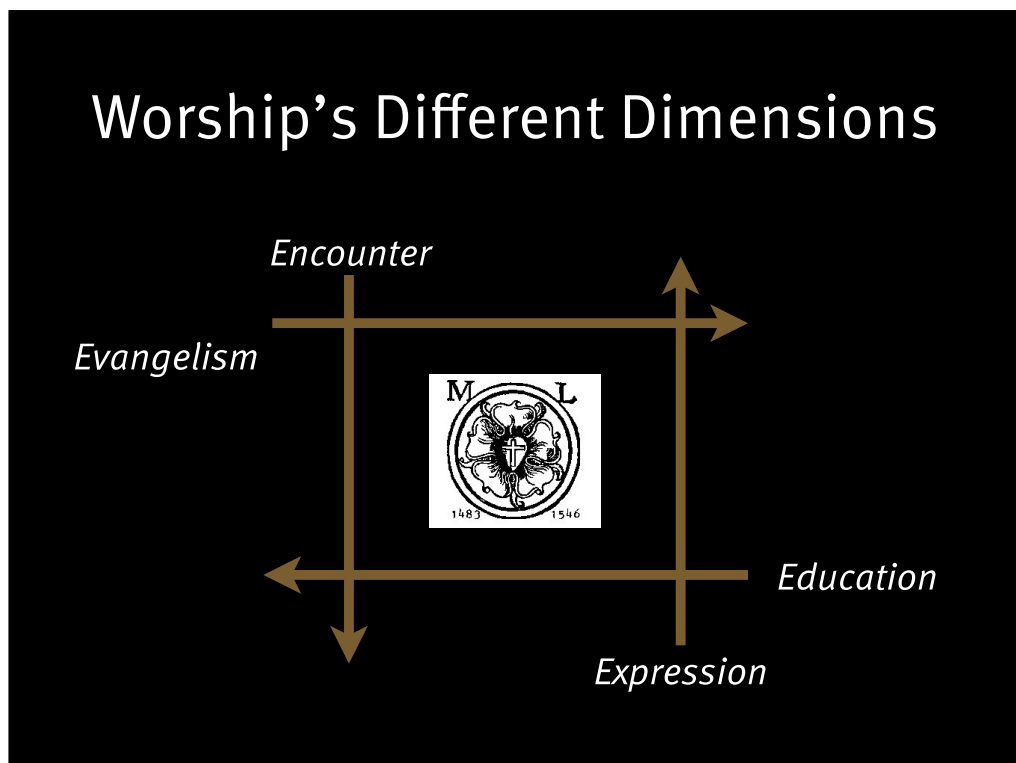 Worship's Different Dimensions
Encounter
Evangelism
M L
1483 1546
Education
Expression